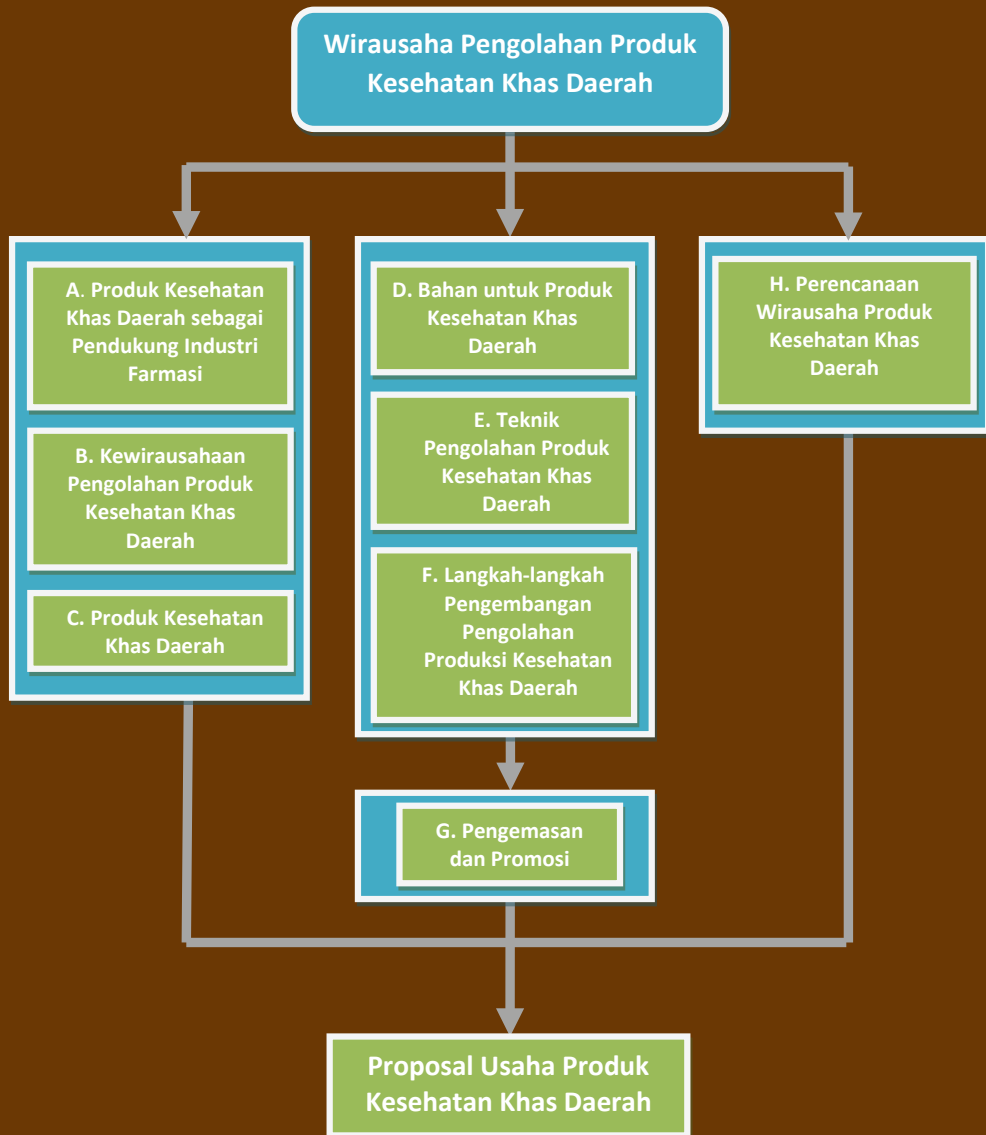 Wirausaha Pengolahan Produk
Kesehatan Khas Daerah
A. Produk Kesehatan
Khas Daerah sebagai
Pendukung Industri
Farmasi
B. Kewirausahaan
Pengolahan Produk
Kesehatan Khas
Daerah
C. Produk Kesehatan
Khas Daerah
D. Bahan untuk Produk
Kesehatan Khas
Daerah
E. Teknik
Pengolahan Produk
Kesehatan Khas
Daerah
F. Langkah-langkah
Pengembangan
Pengolahan
Produksi Kesehatan
Khas Daerah
G. Pengemasan
dan Promosi
H. Perencanaan
Wirausaha Produk
Kesehatan Khas
Daerah
Proposal Usaha Produk
Kesehatan Khas Daerah